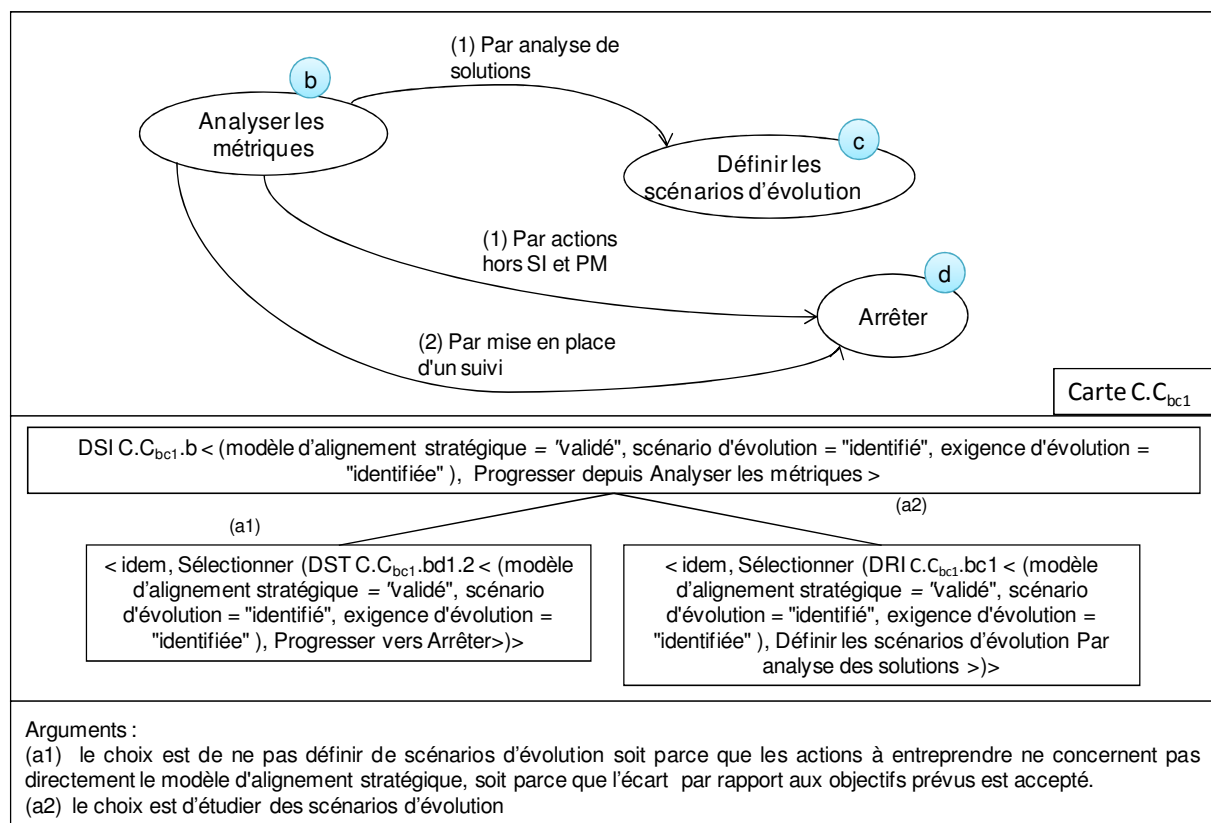 (1) Par analyse de
solutions
b
Analyser les
métriques
c
Définir les
scénarios d'évolution
(1) Par actions
hors SI et PM
d
Arrêter
(2) Par mise en place
d'un suivi
Carte C.Cbc1
DSI C.Cbc1.b < (modèle d'alignement stratégique = "validé", scénario d'évolution = "identifié", exigence d'évolution =
"identifiée" ), Progresser depuis Analyser les métriques >
(a1)
(a2)
< idem, Sélectionner (DST C.Cbc1.bd1.2 < (modèle
d'alignement stratégique = "validé", scénario
d'évolution = "identifié", exigence d'évolution =
"identifiée" ), Progresser vers Arrêter>)>
< idem, Sélectionner (DRI C.Cbc1.bc1 < (modèle
d'alignement stratégique = "validé", scénario
d'évolution = "identifié", exigence d'évolution =
"identifiée" ), Définir les scénarios d'évolution Par
analyse des solutions >)>
Arguments :
(a1) le choix est de ne pas définir de scénarios d'évolution soit parce que les actions à entreprendre ne concernent pas
directement le modèle d'alignement stratégique, soit parce que l'écart par rapport aux objectifs prévus est accepté.
(a2) le choix est d'étudier des scénarios d'évolution